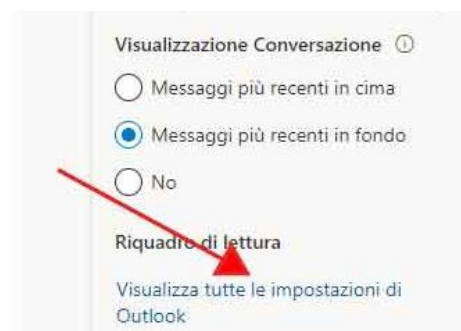 Visualizzazione Conversazione
Messaggi più recenti in cima
Messaggi più recenti in fondo
No
Riquadro di lettura
Visualizza tutte le impostazioni di
Outlook